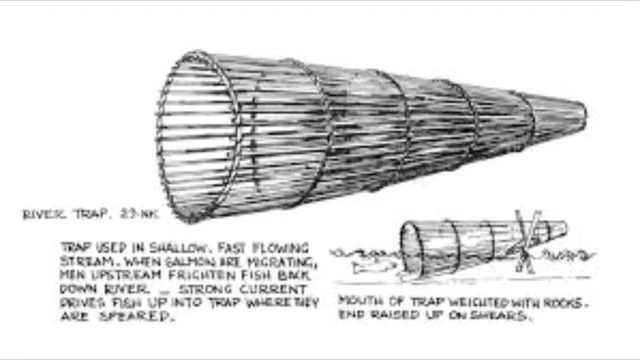 RIVER TRAP. 29-NK
TRAP USED IN SHALLOW, FAST FLOWING
STREAM. WHEN SALMON ARE MIGRATING,
MEN UPSTREAM FRIGHTEN FISH BACK
DOWN RIVER — STRONG CURRENT
DRIVES FISH UP INTO TRAP WHERE THEY
ARE SPEARED.
MOUTH OF TRAP WEIGHTED WITH ROCKS.
END RAISED UP ON SHEARS.